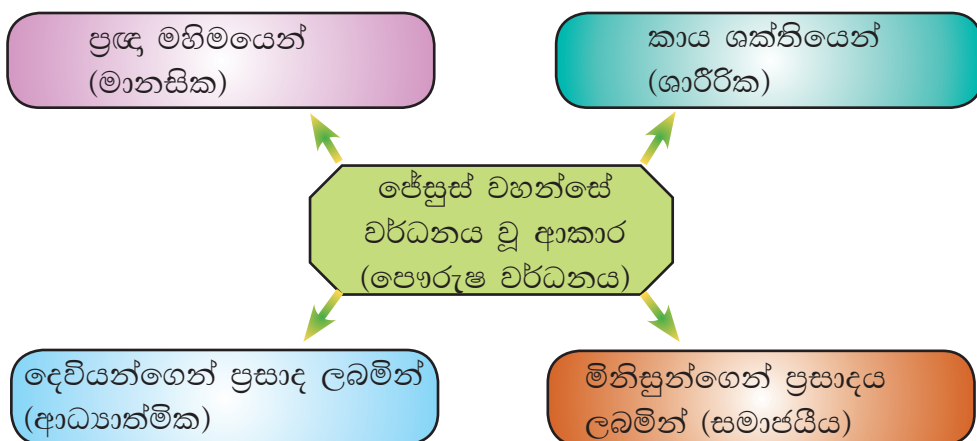 ප්‍රඥා මහිමයෙන්
(මානසික)
කාය ශක්තියෙන්
(ශාරීරික)
ජේසුස් වහන්සේ
වර්ධනය වූ ආකාර
(පෞරුෂ වර්ධනය)
දෙවියන්ගෙන් ප්‍රසාද ලබමින්
(ආධ්‍යාත්මික)
මිනිසුන්ගෙන් ප්‍රසාදය
ලබමින් (සමාජයීය)